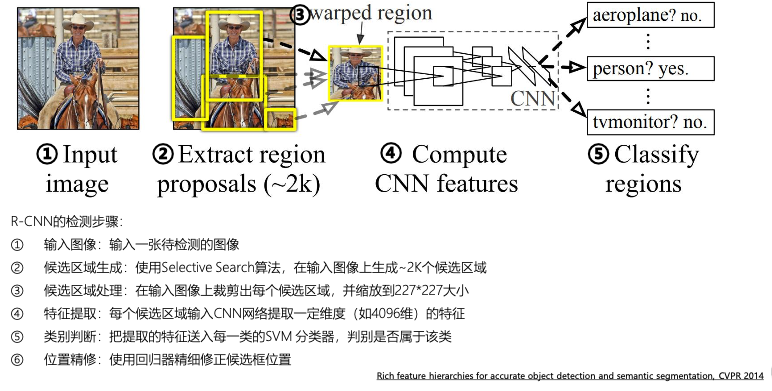 ③warped region
aeroplane? no.
person? yes.
CNN
tvmonitor? no.
① Input image
② Extract region proposals (~2k)
④ Compute CNN features
⑤ Classify regions
R-CNN的检测步骤：
① 输入图像：输入一张待检测的图像
② 候选区域生成：使用Selective Search算法，在输入图像上生成~2K个候选区域
③ 候选区域处理：在输入图像上裁剪出每个候选区域，并缩放到227*227大小
④ 特征提取：每个候选区域输入CNN网络提取一定维度（如4096维）的特征
⑤ 类别判断：把提取的特征送入每一类的SVM 分类器，判别是否属于该类
⑥ 位置精修：使用回归器精细修正候选框位置
Rich feature hierarchies for accurate object detection and semantic segmentation, CVPR 2014